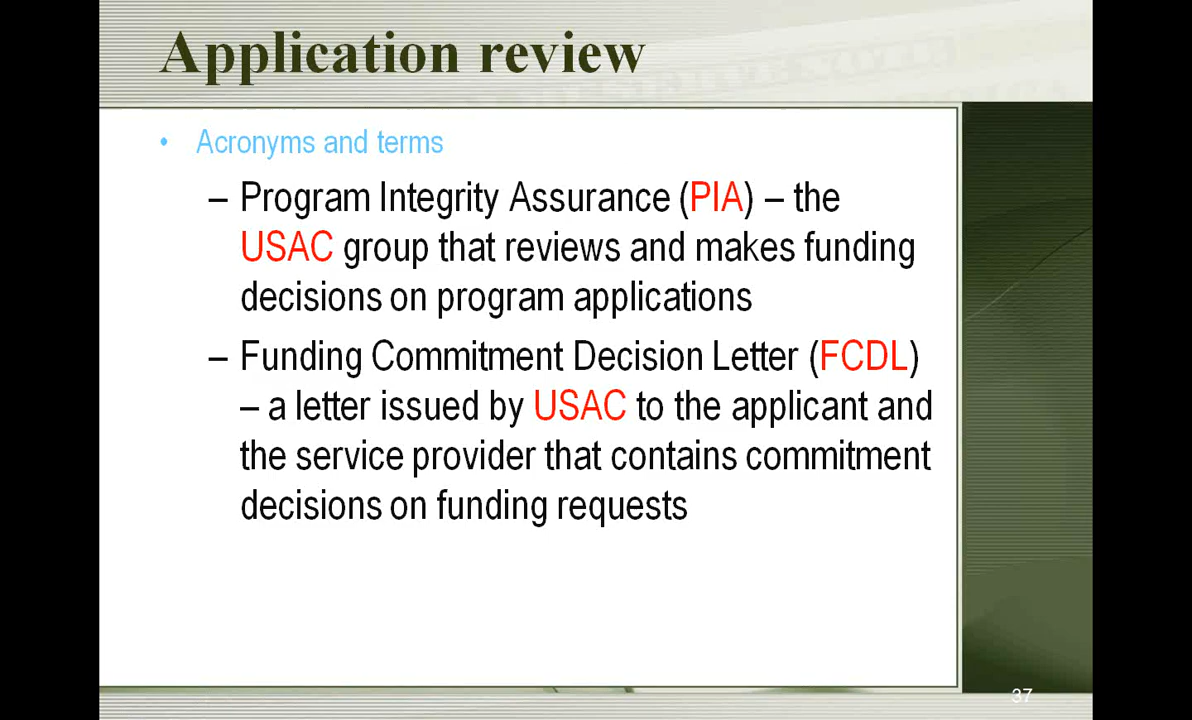 Application review
• Acronyms and terms
– Program Integrity Assurance (PIA) – the
USAC group that reviews and makes funding
decisions on program applications
– Funding Commitment Decision Letter (FCDL)
– a letter issued by USAC to the applicant and
the service provider that contains commitment
decisions on funding requests
37